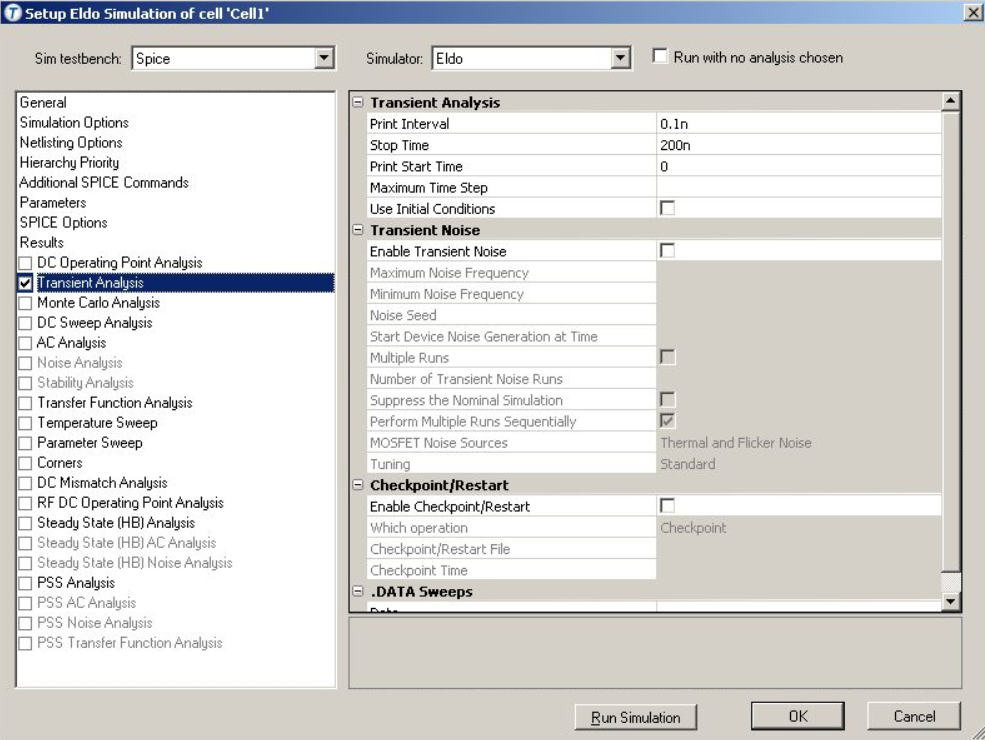 Setup Eldo Simulation of cell 'Cell1'
Sim testbench: Spice Simulator: Eldo Run with no analysis chosen
General
Simulation Options
Netlisting Options
Hierarchy Priority
Additional SPICE Commands
Parameters
SPICE Options
Results
DC Operating Point Analysis
Transient Analysis
Monte Carlo Analysis
DC Sweep Analysis
AC Analysis
Noise Analysis
Stability Analysis
Transfer Function Analysis
Temperature Sweep
Parameter Sweep
Corners
DC Mismatch Analysis
RF DC Operating Point Analysis
Steady State (HB) Analysis
Steady State (HB) AC Analysis
Steady State (HB) Noise Analysis
PSS Analysis
PSS AC Analysis
PSS Noise Analysis
PSS Transfer Function Analysis
Transient Analysis
Print Interval 0.1n
Stop Time 200n
Print Start Time 0
Maximum Time Step
Use Initial Conditions
Transient Noise
Enable Transient Noise
Maximum Noise Frequency
Minimum Noise Frequency
Noise Seed
Start Device Noise Generation at Time
Multiple Runs
Number of Transient Noise Runs
Suppress the Nominal Simulation
Perform Multiple Runs Sequentially
MOSFET Noise Sources Thermal and Flicker Noise
Tuning Standard
Checkpoint/Restart
Enable Checkpoint/Restart
Which operation Checkpoint
Checkpoint/Restart File
Checkpoint Time
.DATA Sweeps
Run Simulation OK Cancel